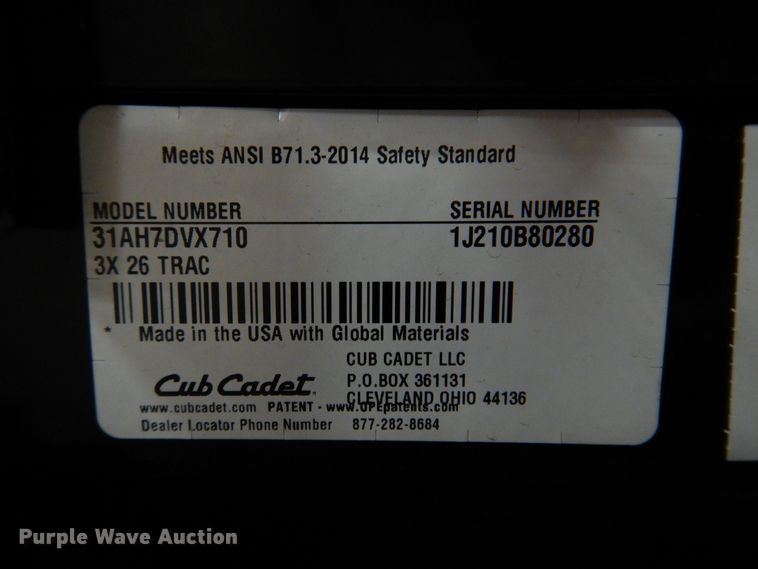 Meets ANSI B71.3-2014 Safety Standard
MODEL NUMBER SERIAL NUMBER
31AH7DVX710 1J210B80280
3X 26 TRAC
* Made in the USA with Global Materials
CUB CADET LLC
Cub Cadet. P.O.BOX 361131
CLEVELAND OHIO 44136
www.cubcadet.com PATENT - www.OPEpatents.com
Dealer Locator Phone Number 877-282-8684
Purple Wave Auction